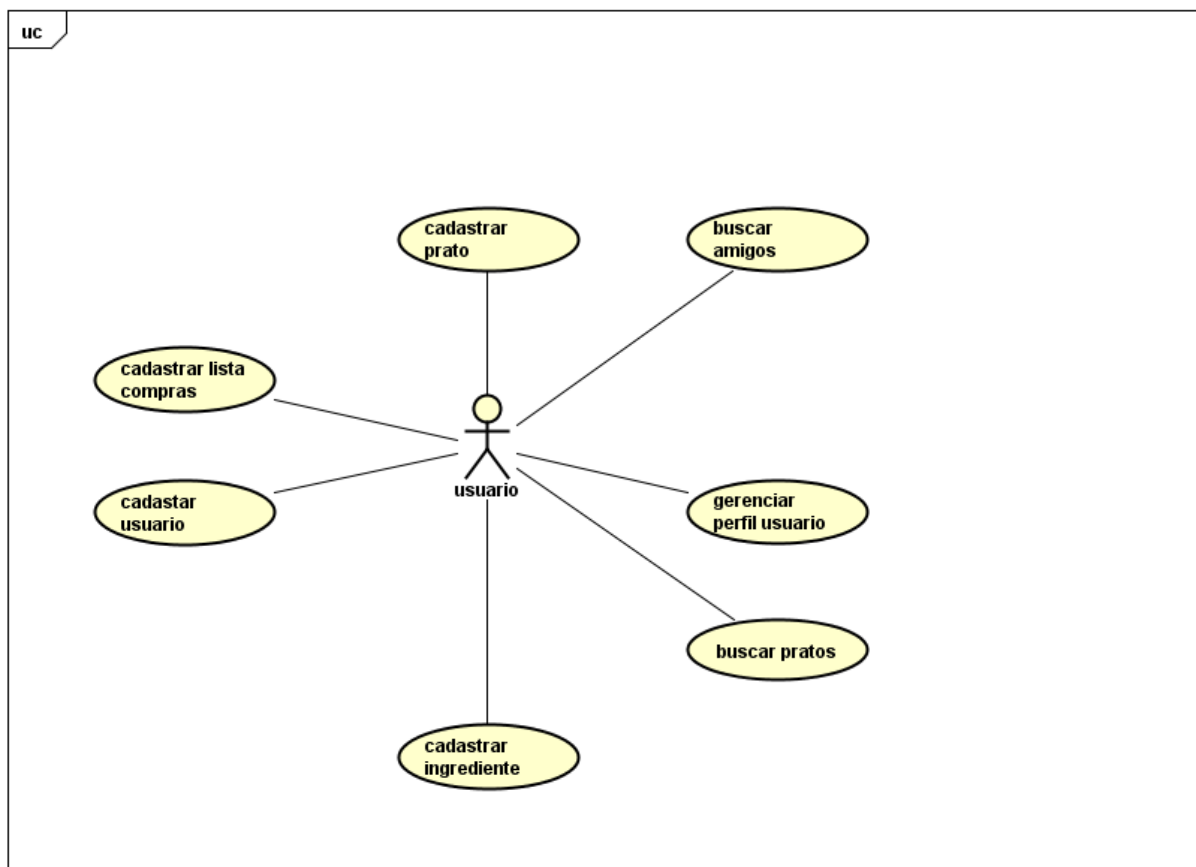 uc
cadastrar
prato
buscar
amigos
cadastrar lista
compras
usuario
cadastar
usuario
gerenciar
perfil usuario
buscar pratos
cadastrar
ingrediente